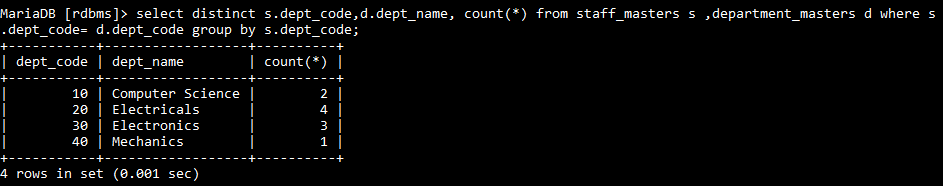 MariaDB [rdbms]> select distinct s.dept_code,d.dept_name, count(*) from staff_masters s ,department_masters d where s
.dept_code= d.dept_code group by s.dept_code;
+-----------+------------------+----------+
| dept_code | dept_name        | count(*) |
+-----------+------------------+----------+
|        10 | Computer Science |        2 |
|        20 | Electricals      |        4 |
|        30 | Electronics      |        3 |
|        40 | Mechanics        |        1 |
+-----------+------------------+----------+
4 rows in set (0.001 sec)